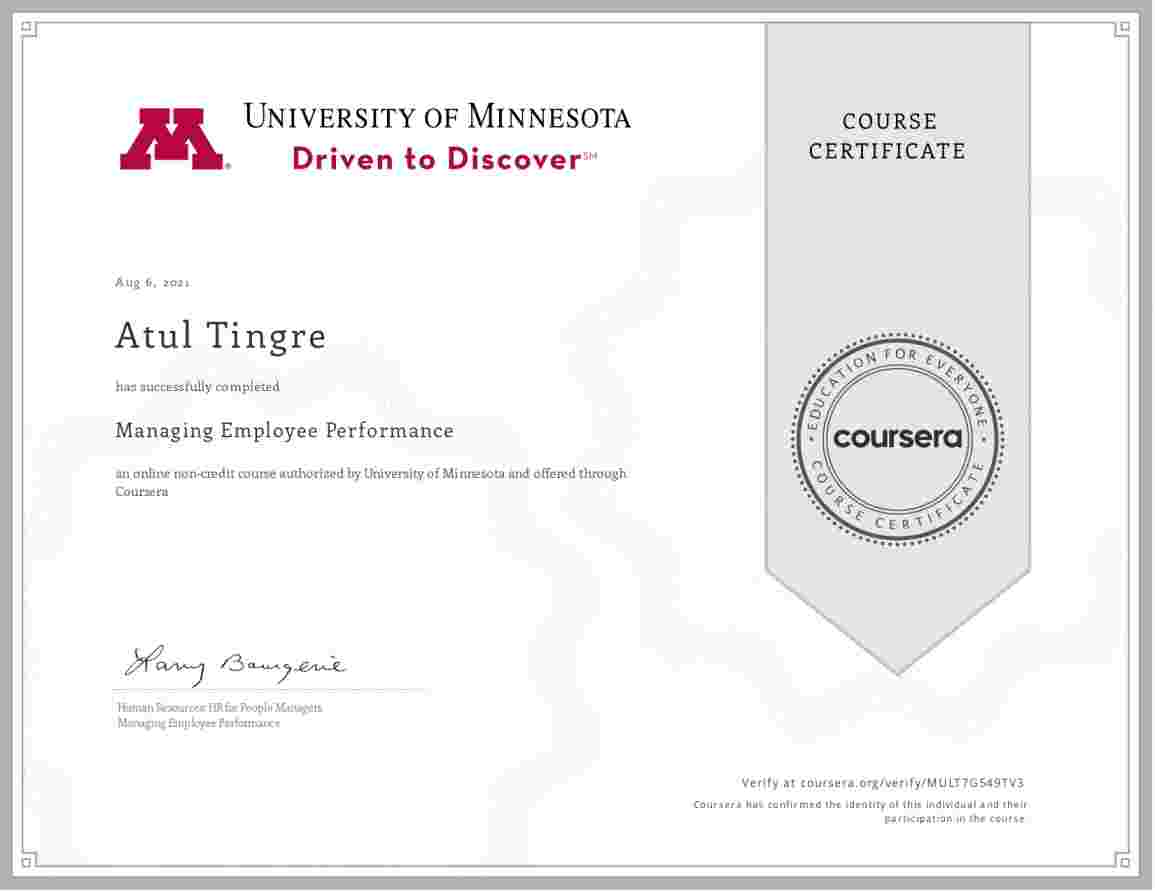 UNIVERSITY OF MINNESOTA
Driven to Discover℠
COURSE
CERTIFICATE
Aug 6, 2021
Atul Tingre
has successfully completed
Managing Employee Performance
an online non-credit course authorized by University of Minnesota and offered through
Coursera
EDUCATION FOR EVERYONE
coursera
COURSE CERTIFICATE
Human Resources: HR for People Managers
Managing Employee Performance
Verify at coursera.org/verify/MULT7G549TV3
Coursera has confirmed the identity of this individual and their
participation in the course.